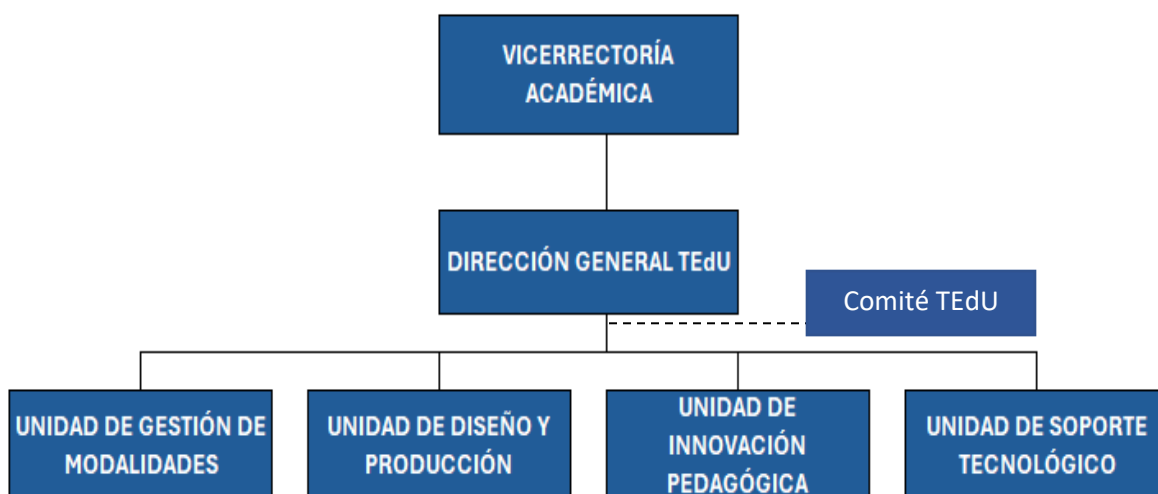 VICERRECTORÍA
ACADÉMICA
DIRECCIÓN GENERAL TEdU
Comité TEdU
UNIDAD DE GESTIÓN DE
MODALIDADES
UNIDAD DE DISEÑO Y
PRODUCCIÓN
UNIDAD DE
INNOVACIÓN
PEDAGÓGICA
UNIDAD DE SOPORTE
TECNOLÓGICO